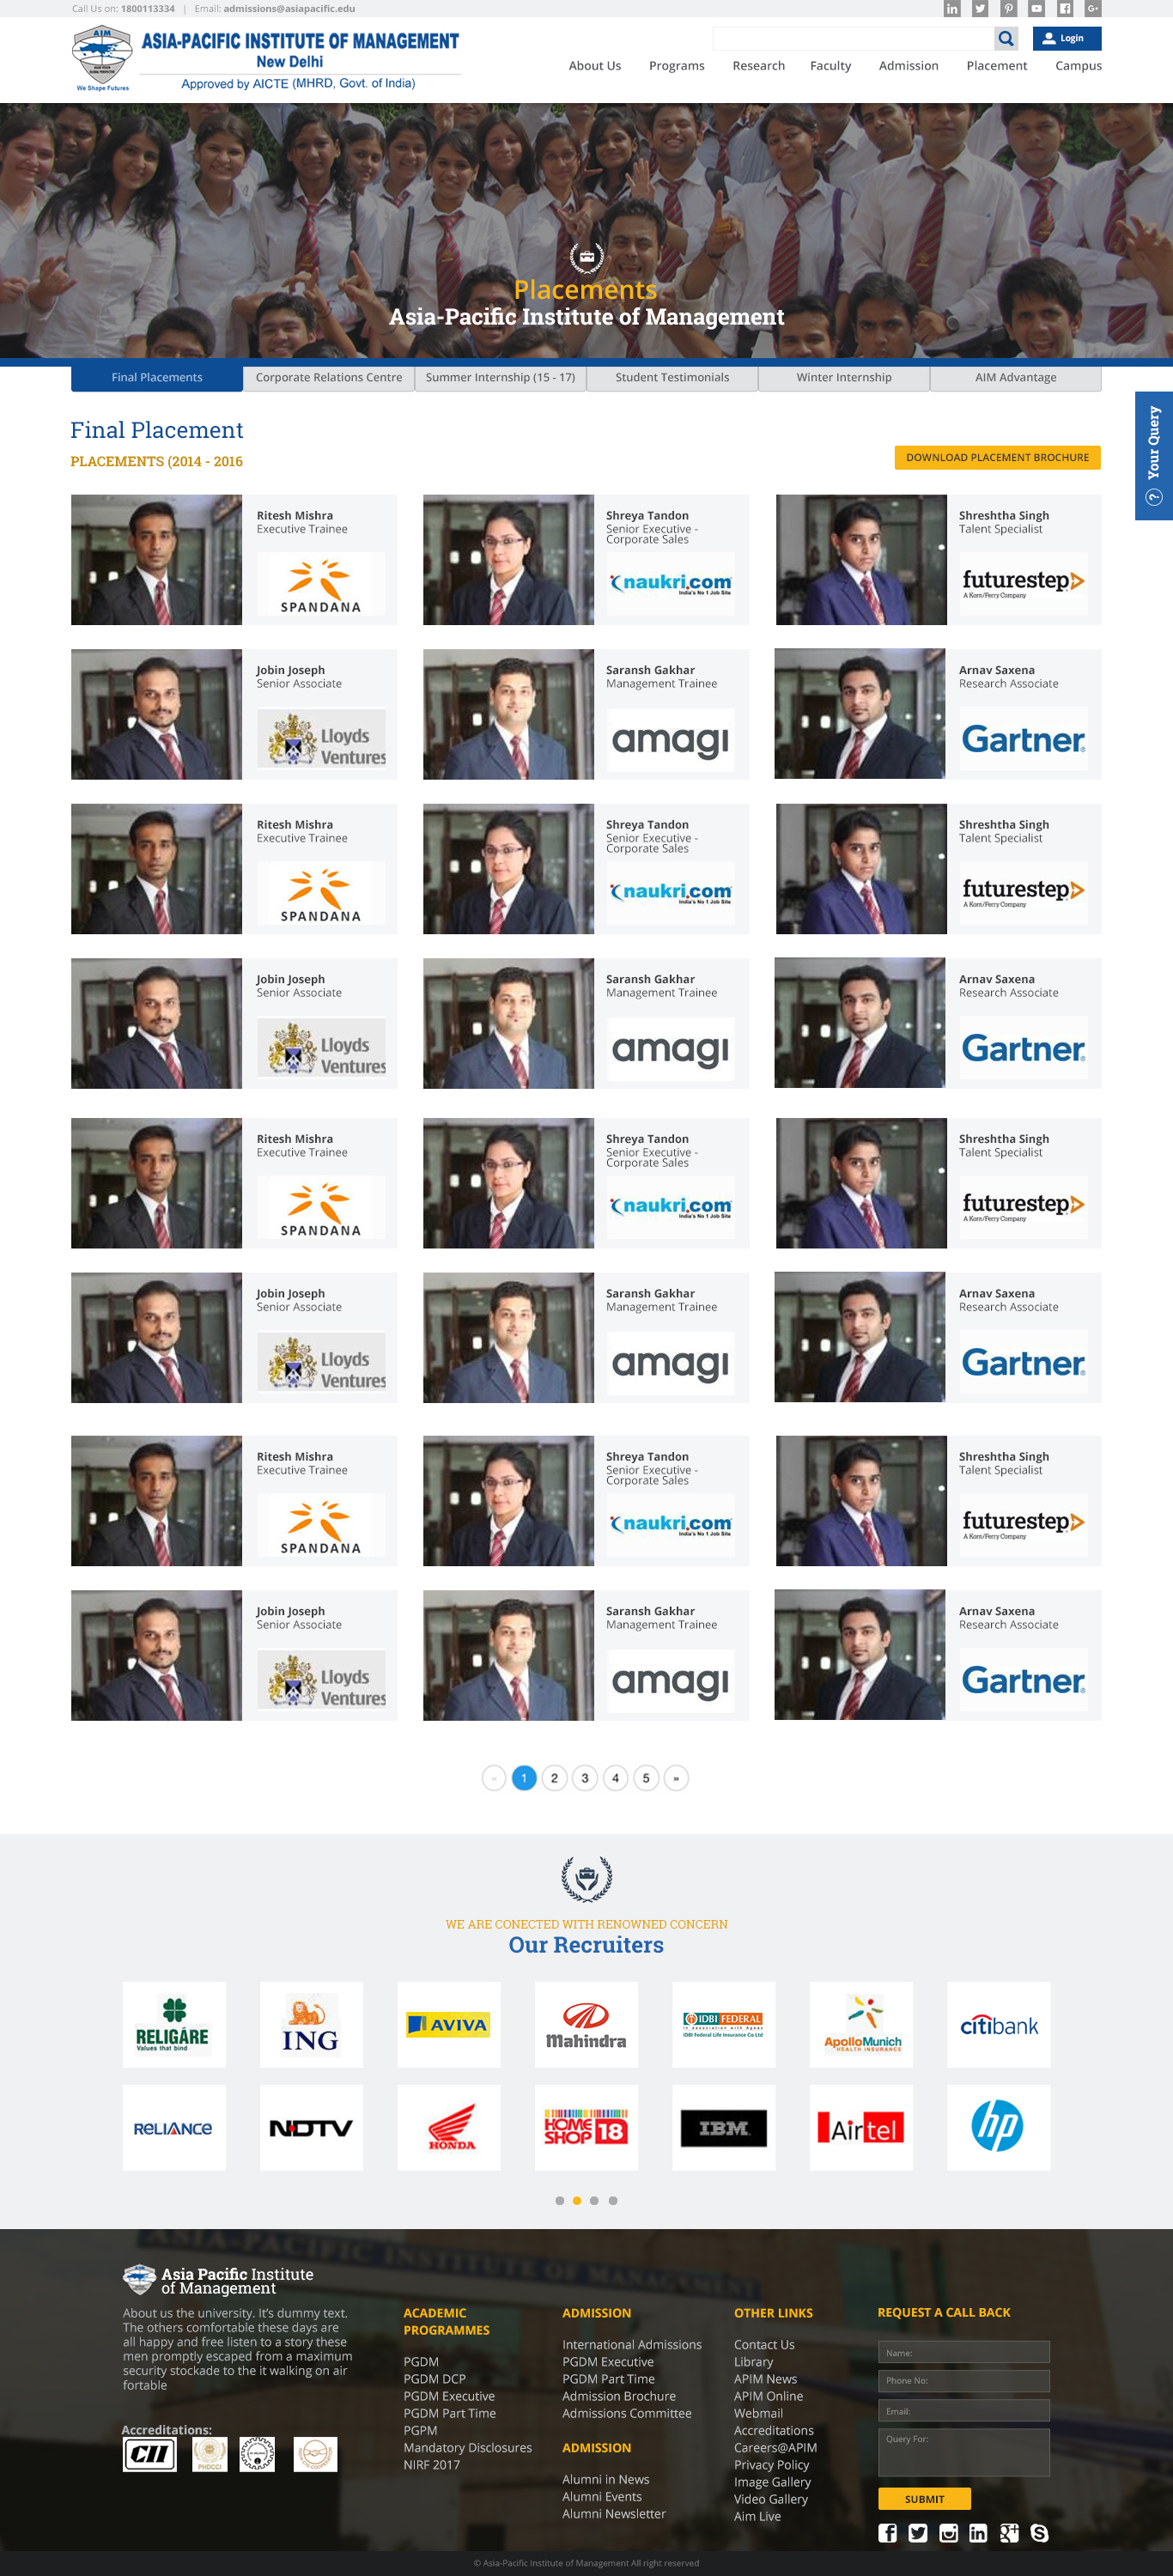 Call Us on: 1800113334 | Email: admissions@asiapacific.edu
AIM
ASIA-PACIFIC INSTITUTE OF MANAGEMENT
New Delhi
Approved by AICTE (MHRD, Govt. of India)
We Shape Futures
Login
About Us Programs Research Faculty Admission Placement Campus
Placements
Asia-Pacific Institute of Management
Final Placements Corporate Relations Centre Summer Internship (15 - 17) Student Testimonials Winter Internship AIM Advantage
Your Query
Final Placement
PLACEMENTS (2014 - 2016
DOWNLOAD PLACEMENT BROCHURE
Ritesh Mishra
Executive Trainee
SPANDANA
Shreya Tandon
Senior Executive -
Corporate Sales
naukri.com
India's No 1 Job Site
Shreshtha Singh
Talent Specialist
futurestep
A Korn/Ferry Company
Jobin Joseph
Senior Associate
Lloyds
Ventures
Saransh Gakhar
Management Trainee
amagi
Arnav Saxena
Research Associate
Gartner
Ritesh Mishra
Executive Trainee
SPANDANA
Shreya Tandon
Senior Executive -
Corporate Sales
naukri.com
India's No 1 Job Site
Shreshtha Singh
Talent Specialist
futurestep
A Korn/Ferry Company
Jobin Joseph
Senior Associate
Lloyds
Ventures
Saransh Gakhar
Management Trainee
amagi
Arnav Saxena
Research Associate
Gartner
Ritesh Mishra
Executive Trainee
SPANDANA
Shreya Tandon
Senior Executive -
Corporate Sales
naukri.com
India's No 1 Job Site
Shreshtha Singh
Talent Specialist
futurestep
A Korn/Ferry Company
Jobin Joseph
Senior Associate
Lloyds
Ventures
Saransh Gakhar
Management Trainee
amagi
Arnav Saxena
Research Associate
Gartner
Ritesh Mishra
Executive Trainee
SPANDANA
Shreya Tandon
Senior Executive -
Corporate Sales
naukri.com
India's No 1 Job Site
Shreshtha Singh
Talent Specialist
futurestep
A Korn/Ferry Company
Jobin Joseph
Senior Associate
Lloyds
Ventures
Saransh Gakhar
Management Trainee
amagi
Arnav Saxena
Research Associate
Gartner
« 1 2 3 4 5 »
WE ARE CONECTED WITH RENOWNED CONCERN
Our Recruiters
RELIGARE
Values that bind
ING
AVIVA
Mahindra
IDBI FEDERAL
in association with Ageas
IDBI Federal Life Insurance Co Ltd
ApolloMunich
HEALTH INSURANCE
citibank
RELIANCE
NDTV
HONDA
HOME
SHOP 18
IBM
Airtel
hp
ASIA-PACIFIC INSTITUTE OF MANAGEMENT
Asia Pacific Institute
of Management
About us the university. It's dummy text.
The others comfortable these days are
all happy and free listen to a story these
men promptly escaped from a maximum
security stockade to the it walking on air
fortable
Accreditations:
CII
PHDCCI
ACADEMIC
PROGRAMMES
PGDM
PGDM DCP
PGDM Executive
PGDM Part Time
PGPM
Mandatory Disclosures
NIRF 2017
ADMISSION
International Admissions
PGDM Executive
PGDM Part Time
Admission Brochure
Admissions Committee
ADMISSION
Alumni in News
Alumni Events
Alumni Newsletter
OTHER LINKS
Contact Us
Library
APIM News
APIM Online
Webmail
Accreditations
Careers@APIM
Privacy Policy
Image Gallery
Video Gallery
Aim Live
REQUEST A CALL BACK
Name:
Phone No:
Email:
Query For:
SUBMIT
© Asia-Pacific Institute of Management All right reserved